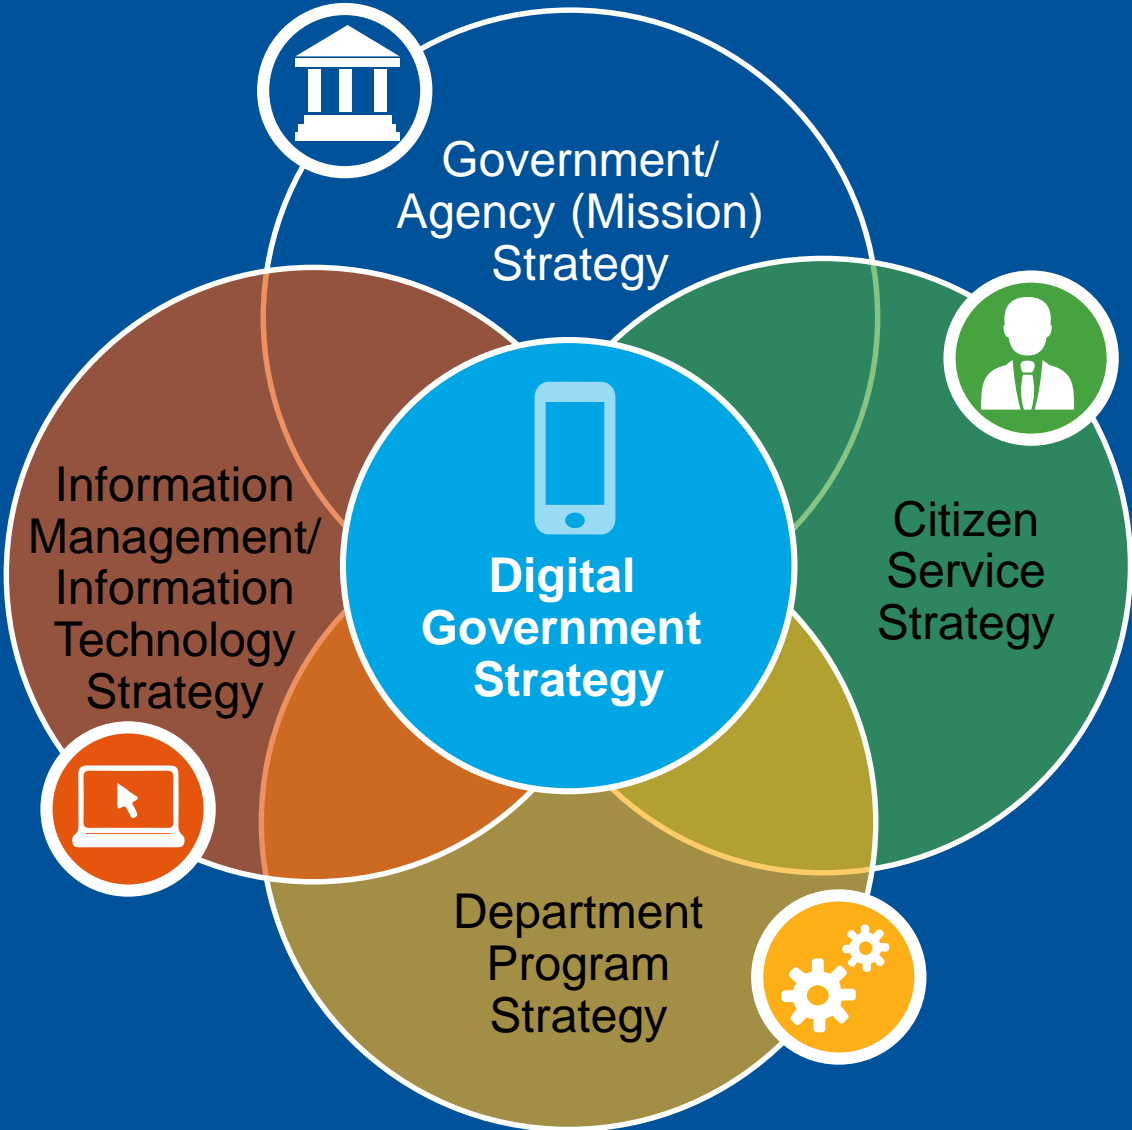 Government/
Agency (Mission)
Strategy
Information
Management/
Information
Technology
Strategy
Digital
Government
Strategy
Citizen
Service
Strategy
Department
Program
Strategy